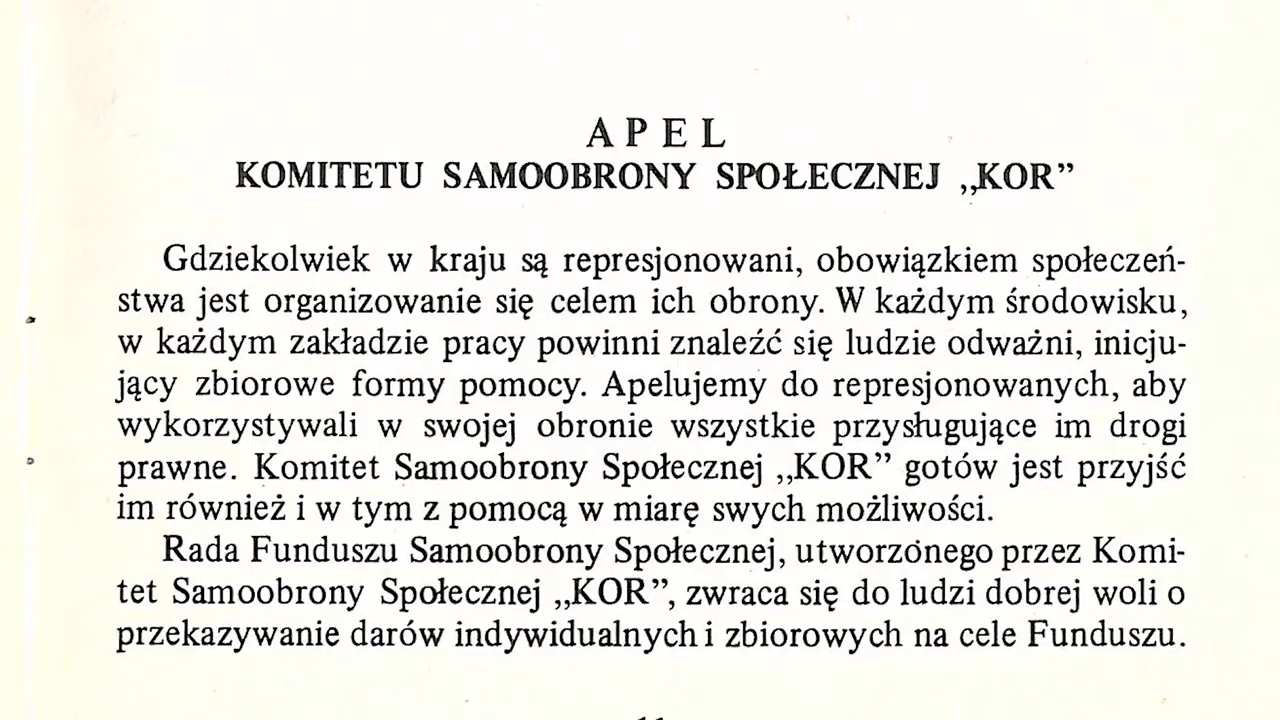 A P E L
KOMITETU SAMOOBRONY SPOŁECZNEJ „KOR”
Gdziekolwiek w kraju są represjonowani, obowiązkiem społeczeń-
stwa jest organizowanie się celem ich obrony. W każdym środowisku,
w każdym zakładzie pracy powinni znaleźć się ludzie odważni, inicju-
jący zbiorowe formy pomocy. Apelujemy do represjonowanych, aby
wykorzystywali w swojej obronie wszystkie przysługujące im drogi
prawne. Komitet Samoobrony Społecznej „KOR” gotów jest przyjść
im również i w tym z pomocą w miarę swych możliwości.
Rada Funduszu Samoobrony Społecznej, utworzonego przez Komi-
tet Samoobrony Społecznej „KOR”, zwraca się do ludzi dobrej woli o
przekazywanie darów indywidualnych i zbiorowych na cele Funduszu.